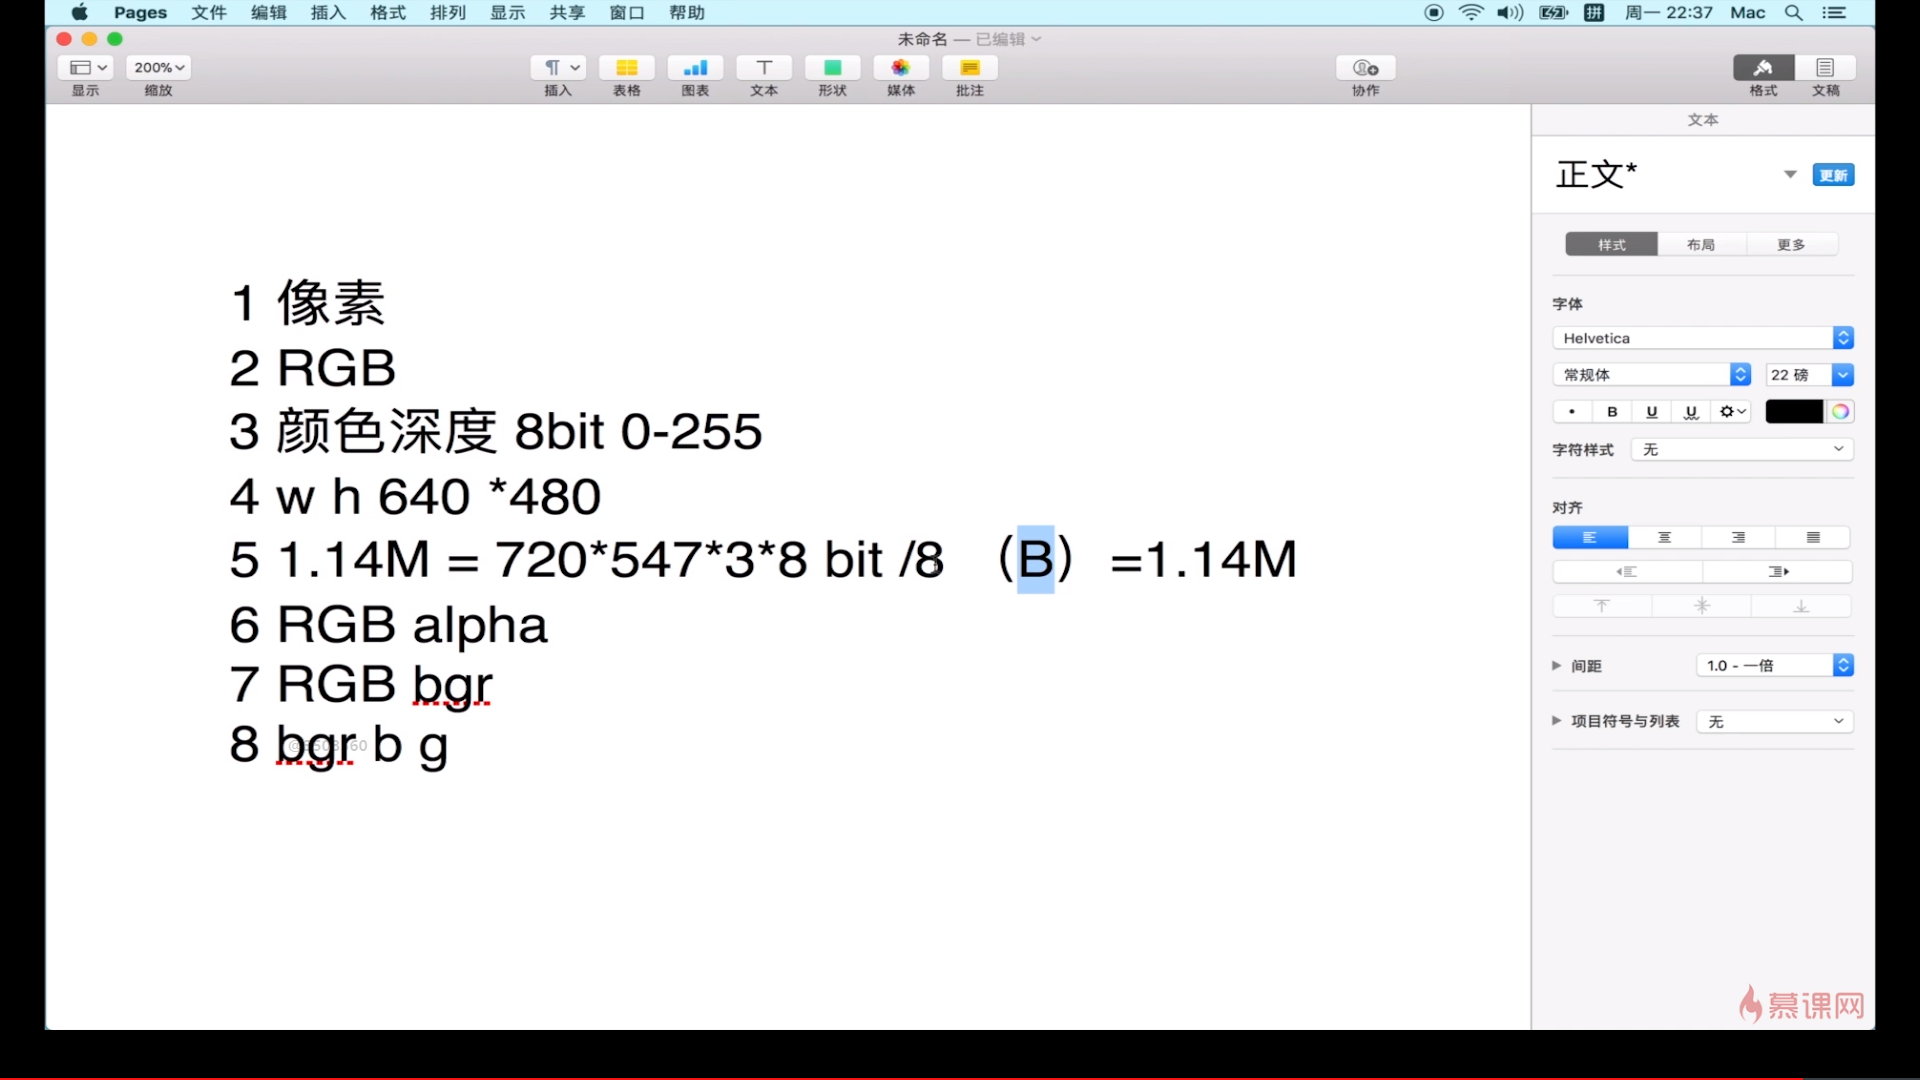 Pages 文件 编辑 插入 格式 排列 显示 共享 窗口 帮助 拼 周一 22:37 Mac
未命名 — 已编辑
200%
显示 缩放 插入 表格 图表 文本 形状 媒体 批注 协作 格式 文稿
文本
正文* 更新
样式 布局 更多
字体
Helvetica
常规体 22 磅
B U U
字符样式 无
对齐
间距 1.0 - 一倍
项目符号与列表 无
1 像素
2 RGB
3 颜色深度 8bit 0-255
4 w h 640 *480
5 1.14M = 720*547*3*8 bit /8 （B） =1.14M
6 RGB alpha
7 RGB bgr
8 bgr b g
慕课网